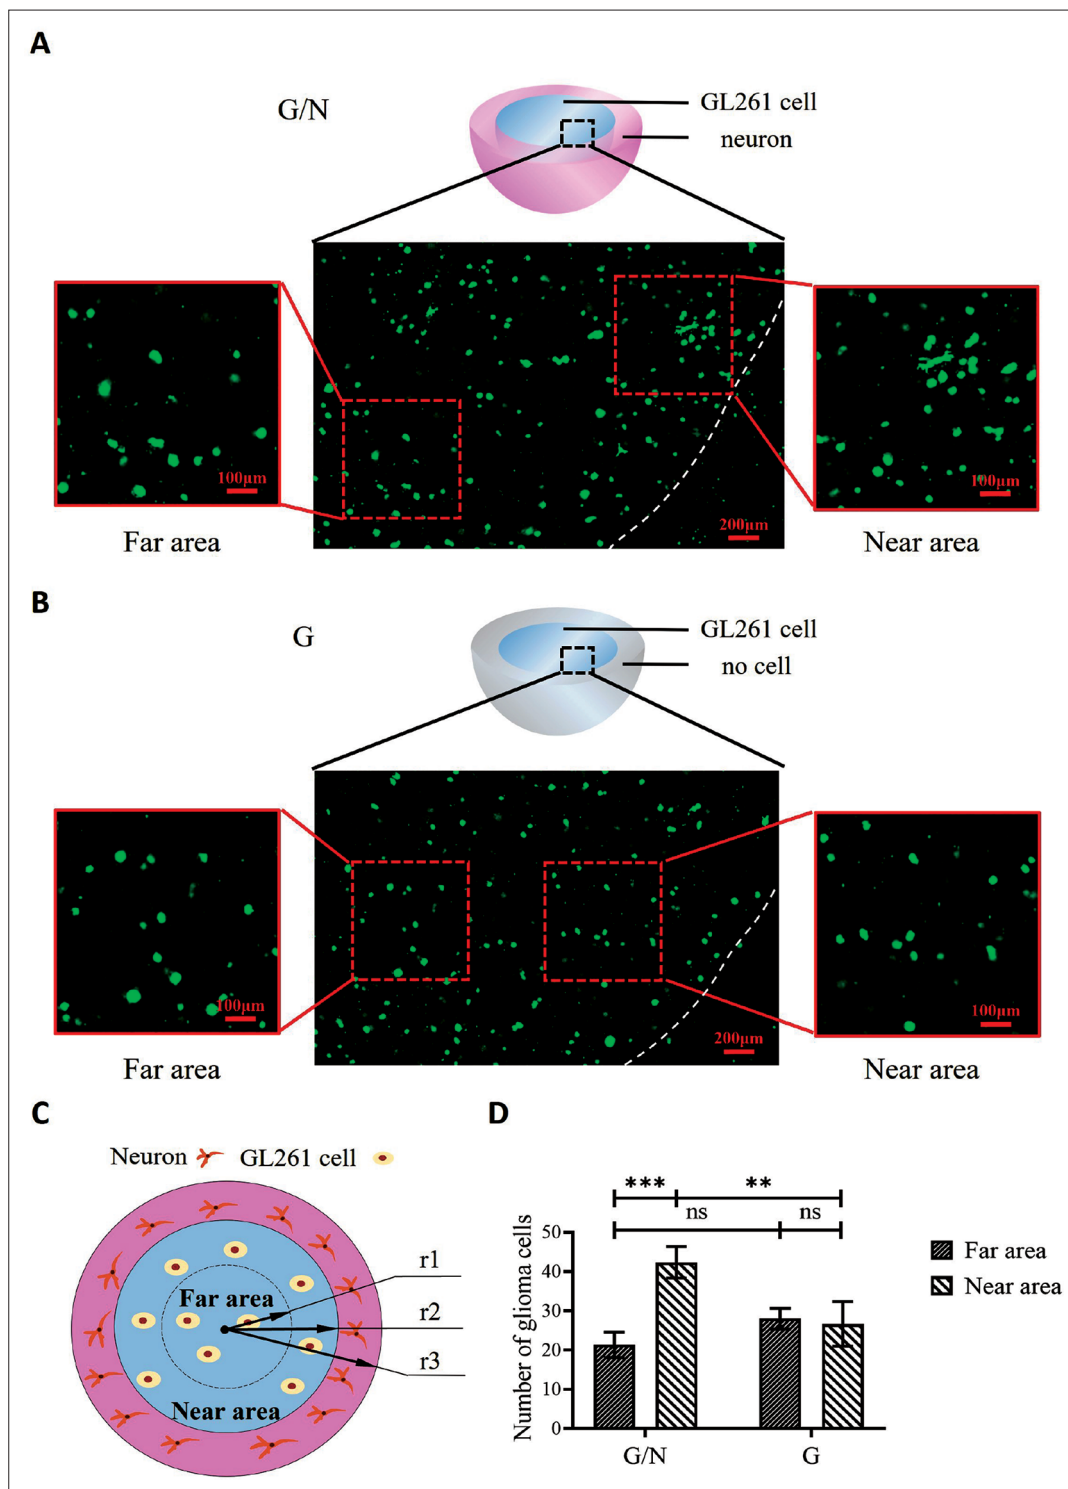 A
G/N
GL261 cell
neuron
100μm
200μm
100μm
Far area
Near area
B
G
GL261 cell
no cell
100μm
200μm
100μm
Far area
Near area
C
Neuron
GL261 cell
Far area
Near area
r1
r2
r3
D
***
**
ns
ns
Number of glioma cells
50
40
30
20
10
0
G/N
G
Far area
Near area